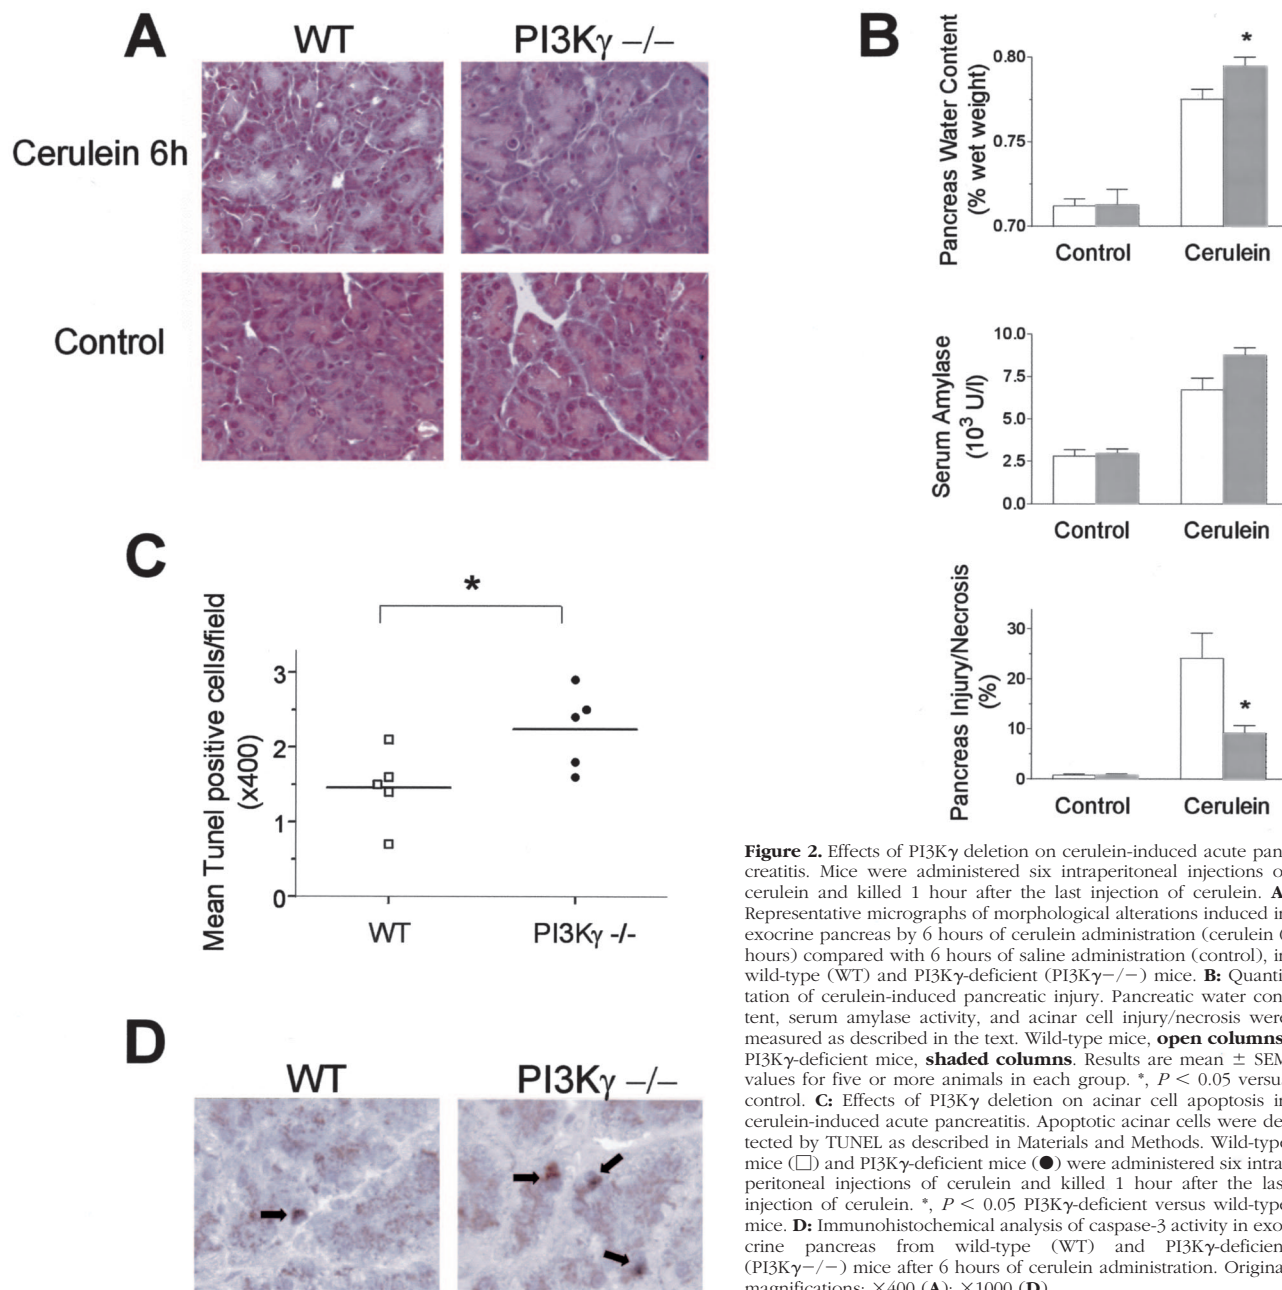 A
WT
PI3Kγ −/−
Cerulein 6h
Control
B
Pancreas Water Content
(% wet weight)
0.80
0.75
0.70
*
Control
Cerulein
Serum Amylase
(10³ U/l)
10.0
7.5
5.0
2.5
0.0
Control
Cerulein
Pancreas Injury/Necrosis
(%)
30
20
10
0
*
Control
Cerulein
C
Mean Tunel positive cells/field
(x400)
3
2
1
0
*
WT
PI3Kγ -/-
D
WT
PI3Kγ −/−
Figure 2. Effects of PI3Kγ deletion on cerulein-induced acute pan
creatitis. Mice were administered six intraperitoneal injections o
cerulein and killed 1 hour after the last injection of cerulein. A
Representative micrographs of morphological alterations induced in
exocrine pancreas by 6 hours of cerulein administration (cerulein 6
hours) compared with 6 hours of saline administration (control), in
wild-type (WT) and PI3Kγ-deficient (PI3Kγ−/−) mice. B: Quanti
tation of cerulein-induced pancreatic injury. Pancreatic water con
tent, serum amylase activity, and acinar cell injury/necrosis were
measured as described in the text. Wild-type mice, open columns
PI3Kγ-deficient mice, shaded columns. Results are mean ± SEM
values for five or more animals in each group. *, P < 0.05 versu
control. C: Effects of PI3Kγ deletion on acinar cell apoptosis in
cerulein-induced acute pancreatitis. Apoptotic acinar cells were de
tected by TUNEL as described in Materials and Methods. Wild-type
mice (□) and PI3Kγ-deficient mice (●) were administered six intra
peritoneal injections of cerulein and killed 1 hour after the las
injection of cerulein. *, P < 0.05 PI3Kγ-deficient versus wild-type
mice. D: Immunohistochemical analysis of caspase-3 activity in exo
crine pancreas from wild-type (WT) and PI3Kγ-deficien
(PI3Kγ−/−) mice after 6 hours of cerulein administration. Origina
magnifications: ×400 (A); ×1000 (D)